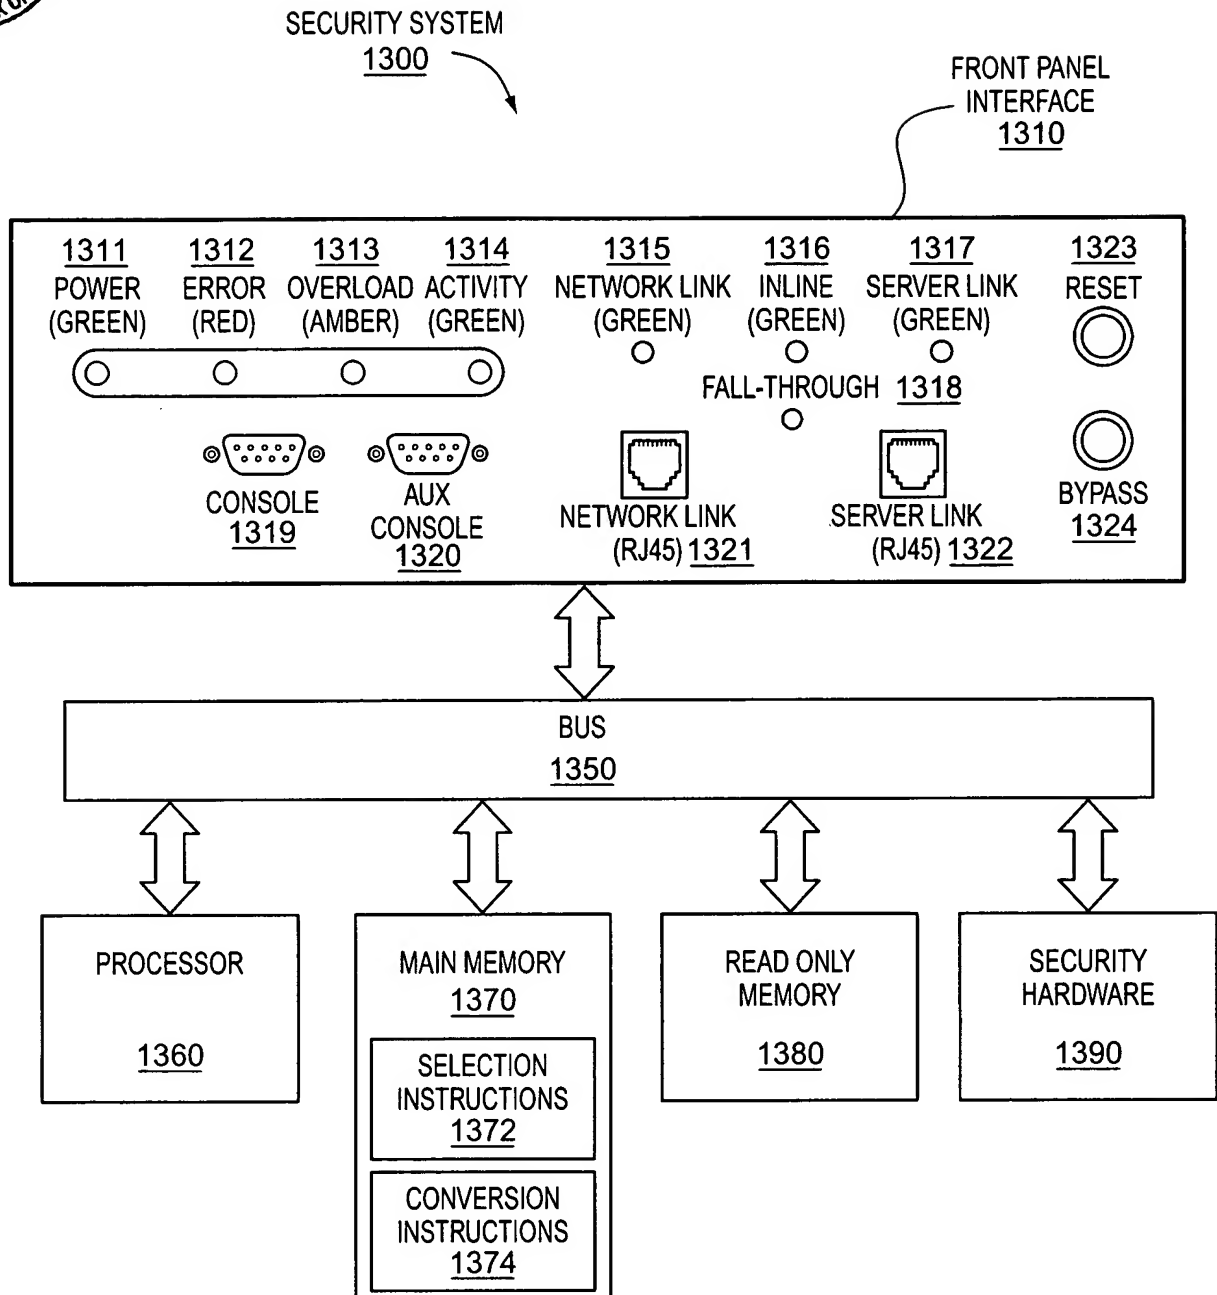 SECURITY SYSTEM
1300
FRONT PANEL
INTERFACE
1310
1311 1312 1313 1314 1315 1316 1317 1323
POWER ERROR OVERLOAD ACTIVITY NETWORK LINK INLINE SERVER LINK RESET
(GREEN) (RED) (AMBER) (GREEN) (GREEN) (GREEN) (GREEN)
FALL-THROUGH 1318
CONSOLE
1319
AUX
CONSOLE
1320
NETWORK LINK
(RJ45) 1321
SERVER LINK
(RJ45) 1322
BYPASS
1324
BUS
1350
PROCESSOR
1360
MAIN MEMORY
1370
SELECTION
INSTRUCTIONS
1372
CONVERSION
INSTRUCTIONS
1374
READ ONLY
MEMORY
1380
SECURITY
HARDWARE
1390